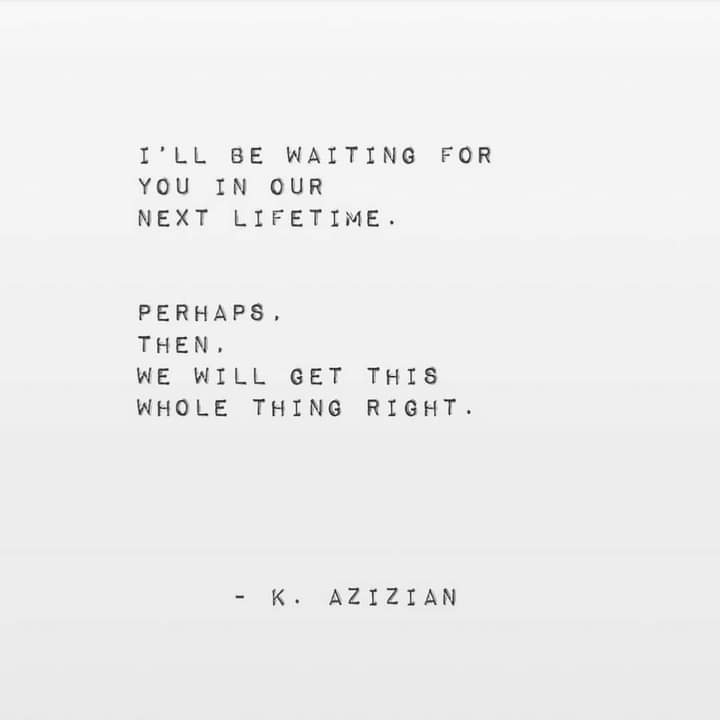 I'LL BE WAITING FOR
YOU IN OUR
NEXT LIFETIME.
PERHAPS,
THEN,
WE WILL GET THIS
WHOLE THING RIGHT.
- K. AZIZIAN